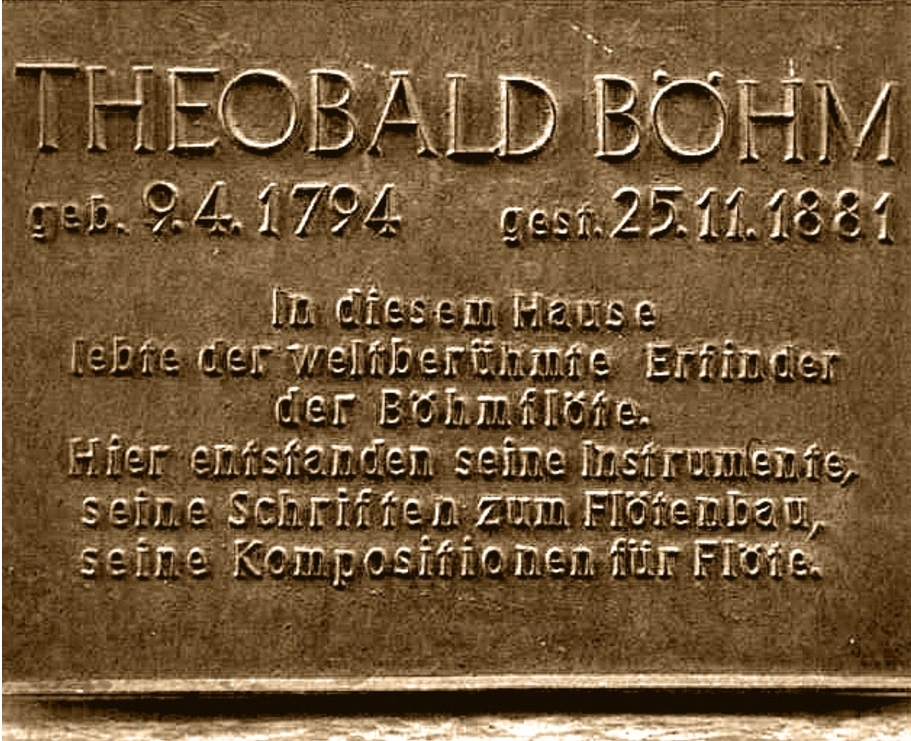 THEOBALD BÖHM
geb. 9.4.1794 gest. 25.11.1881
In diesem Hause
lebte der weltberühmte Erfinder
der Böhmflöte.
Hier entstanden seine Instrumente,
seine Schriften zum Flötenbau,
seine Kompositionen für Flöte.